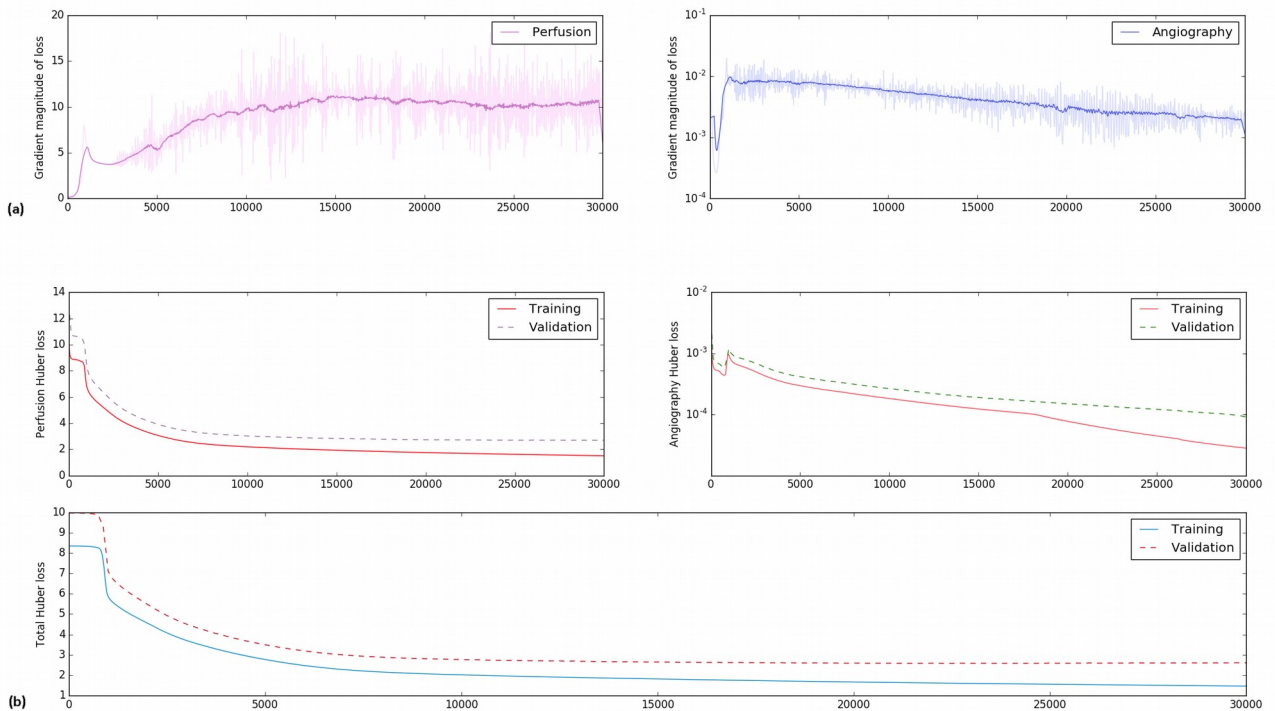 20
15
10
5
0
Gradient magnitude of loss
Perfusion
0 5000 10000 15000 20000 25000 30000
10^-1
10^-2
10^-3
10^-4
Gradient magnitude of loss
Angiography
0 5000 10000 15000 20000 25000 30000
(a)
14
12
10
8
6
4
2
0
Perfusion Huber loss
Training
Validation
0 5000 10000 15000 20000 25000 30000
10^-2
10^-3
10^-4
Angiography Huber loss
Training
Validation
0 5000 10000 15000 20000 25000 30000
10
9
8
7
6
5
4
3
2
1
Total Huber loss
Training
Validation
0 5000 10000 15000 20000 25000 30000
(b)